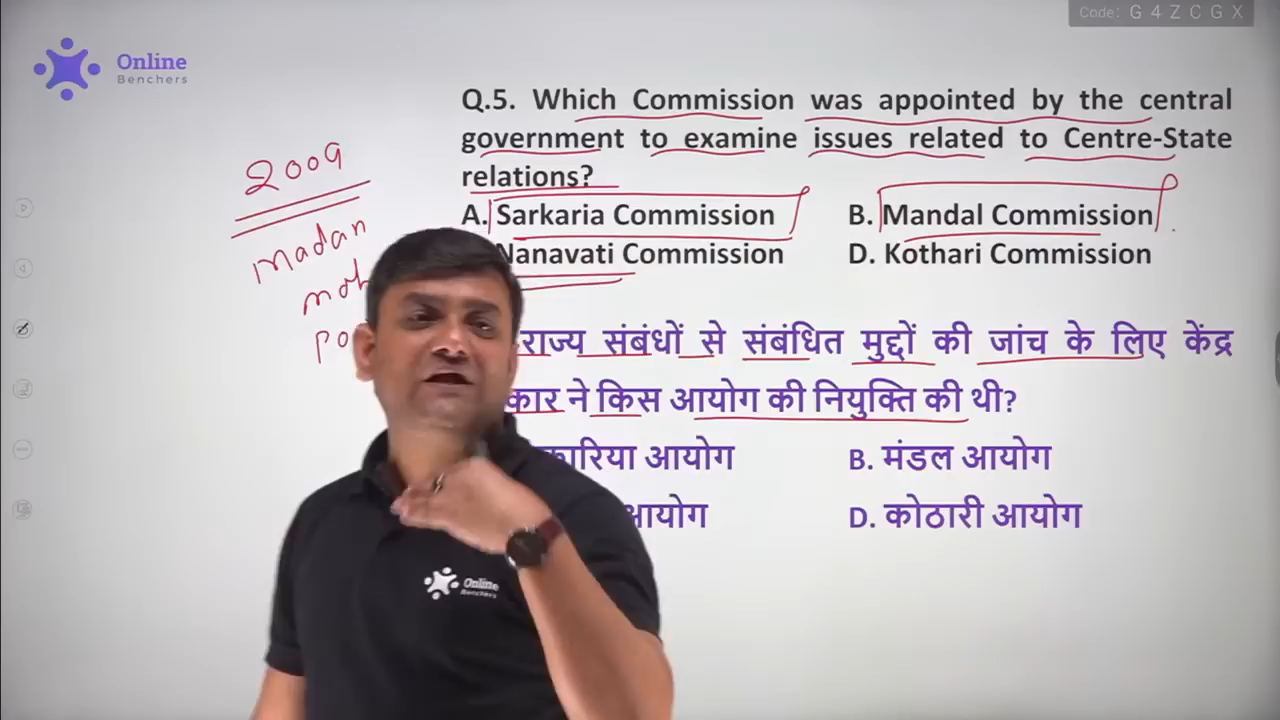 Code: G 4 Z C G X
Online
Benchers
Q.5. Which Commission was appointed by the central
government to examine issues related to Centre-State
relations?
A. Sarkaria Commission B. Mandal Commission
Nanavati Commission D. Kothari Commission
2009
madan
राज्य संबंधों से संबंधित मुद्दों की जांच के लिए केंद्र
ने किस आयोग की नियुक्ति की थी?
आयोग B. मंडल आयोग
आयोग D. कोठारी आयोग
Online
Benchers